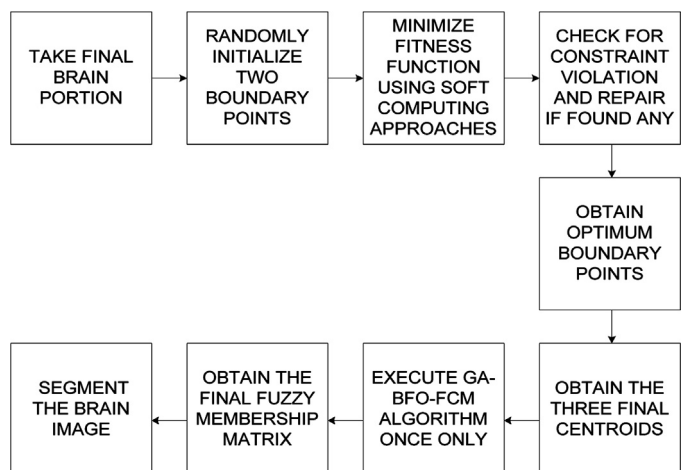 TAKE FINAL
BRAIN
PORTION
RANDOMLY
INITIALIZE
TWO
BOUNDARY
POINTS
MINIMIZE
FITNESS
FUNCTION
USING SOFT
COMPUTING
APPROACHES
CHECK FOR
CONSTRAINT
VIOLATION
AND REPAIR
IF FOUND ANY
OBTAIN
OPTIMUM
BOUNDARY
POINTS
OBTAIN THE
THREE FINAL
CENTROIDS
EXECUTE GA-
BFO-FCM
ALGORITHM
ONCE ONLY
OBTAIN THE
FINAL FUZZY
MEMBERSHIP
MATRIX
SEGMENT
THE BRAIN
IMAGE